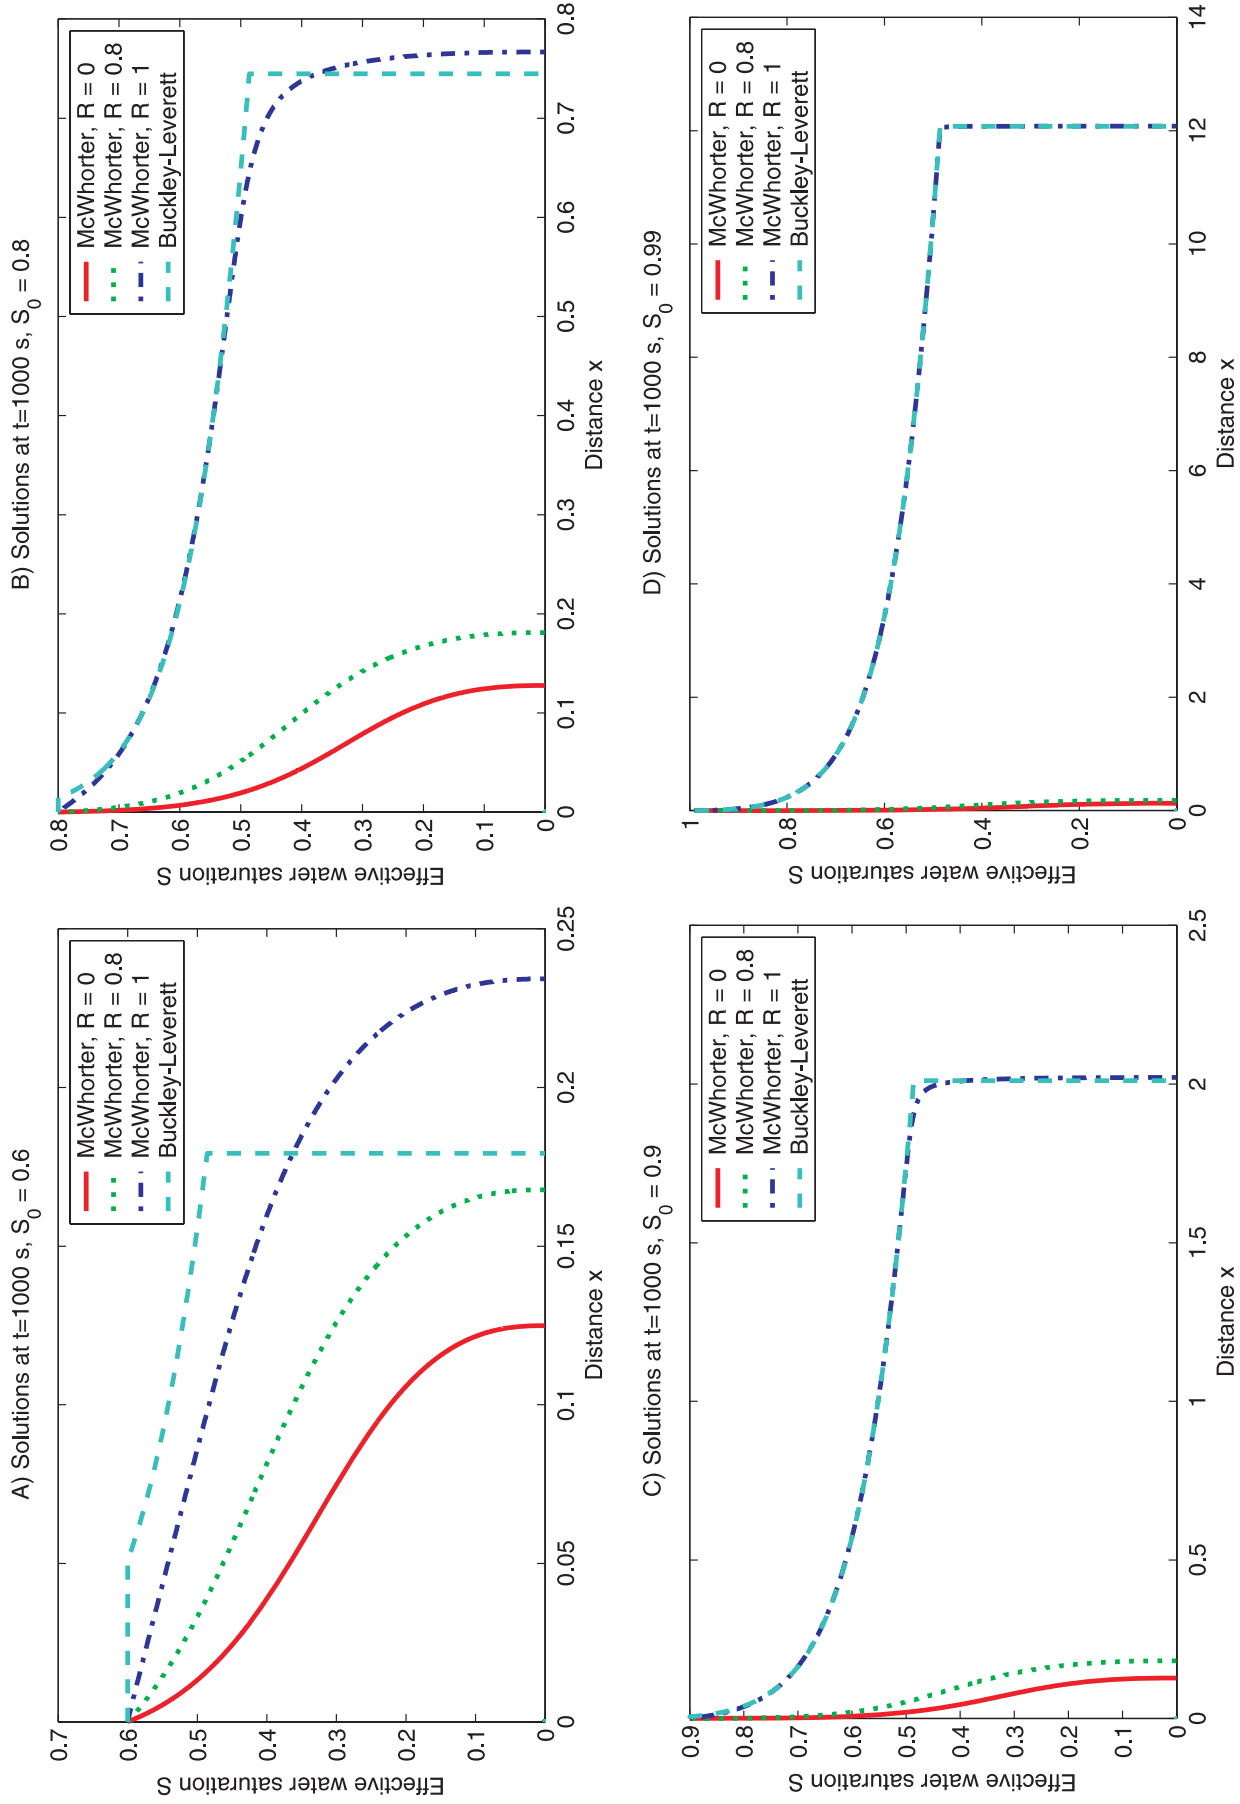 A) Solutions at t=1000 s, S0 = 0.6
Effective water saturation S
0.7
0.6
0.5
0.4
0.3
0.2
0.1
0
0
0.05
0.1
0.15
0.2
0.25
Distance x
McWhorter, R = 0
McWhorter, R = 0.8
McWhorter, R = 1
Buckley-Leverett
B) Solutions at t=1000 s, S0 = 0.8
Effective water saturation S
0.8
0.7
0.6
0.5
0.4
0.3
0.2
0.1
0
0
0.1
0.2
0.3
0.4
0.5
0.6
0.7
0.8
Distance x
McWhorter, R = 0
McWhorter, R = 0.8
McWhorter, R = 1
Buckley-Leverett
C) Solutions at t=1000 s, S0 = 0.9
Effective water saturation S
0.9
0.8
0.7
0.6
0.5
0.4
0.3
0.2
0.1
0
0
0.5
1
1.5
2
2.5
Distance x
McWhorter, R = 0
McWhorter, R = 0.8
McWhorter, R = 1
Buckley-Leverett
D) Solutions at t=1000 s, S0 = 0.99
Effective water saturation S
1
0.8
0.6
0.4
0.2
0
0
2
4
6
8
10
12
14
Distance x
McWhorter, R = 0
McWhorter, R = 0.8
McWhorter, R = 1
Buckley-Leverett